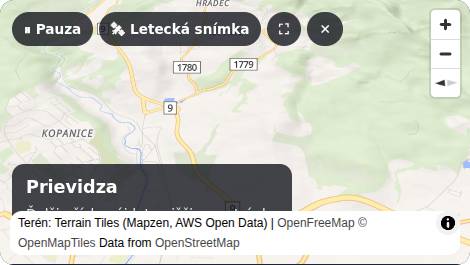 HRADEC
Pauza
Letecká snímka
1780
1779
9
KOPANICE
Prievidza
9
Terén: Terrain Tiles (Mapzen, AWS Open Data) | OpenFreeMap ©
OpenMapTiles Data from OpenStreetMap